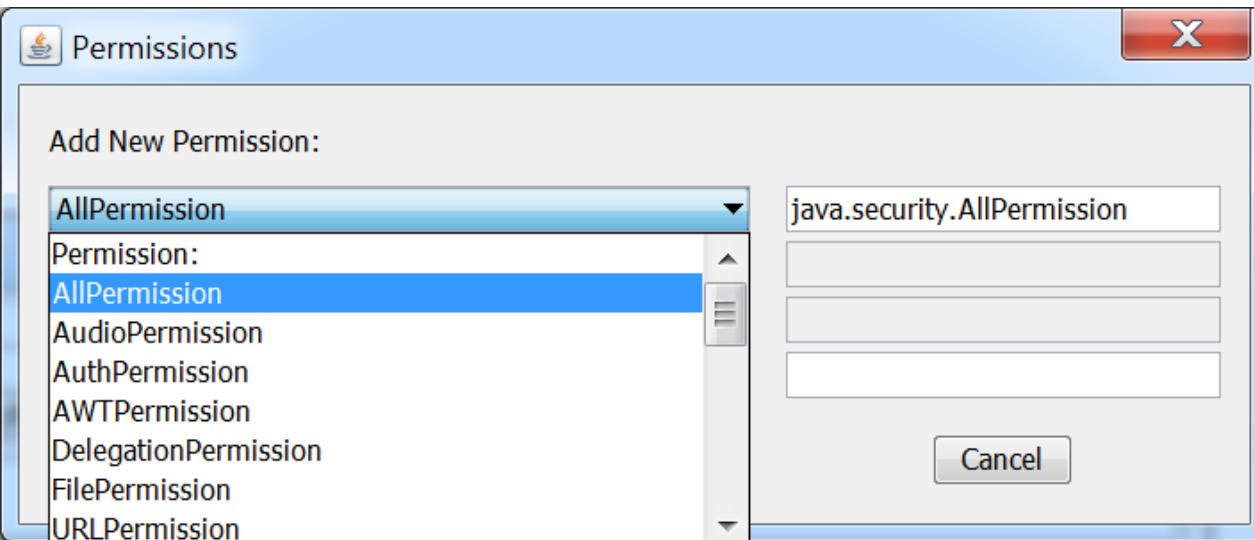 Permissions
Add New Permission:
AllPermission
java.security.AllPermission
Permission:
AllPermission
AudioPermission
AuthPermission
AWTPermission
DelegationPermission
FilePermission
URLPermission
Cancel